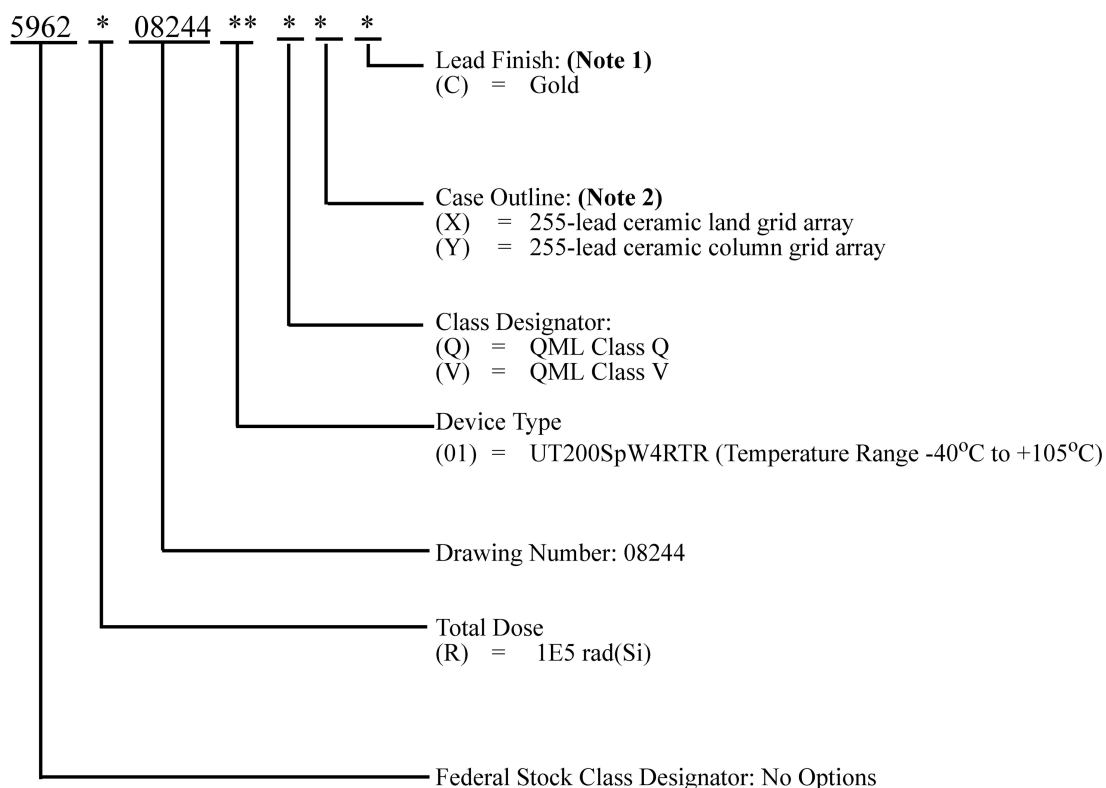 5962 * 08244 ** * * *
Lead Finish: (Note 1)
(C) = Gold
Case Outline: (Note 2)
(X) = 255-lead ceramic land grid array
(Y) = 255-lead ceramic column grid array
Class Designator:
(Q) = QML Class Q
(V) = QML Class V
Device Type
(01) = UT200SpW4RTR (Temperature Range -40°C to +105°C)
Drawing Number: 08244
Total Dose
(R) = 1E5 rad(Si)
Federal Stock Class Designator: No Options